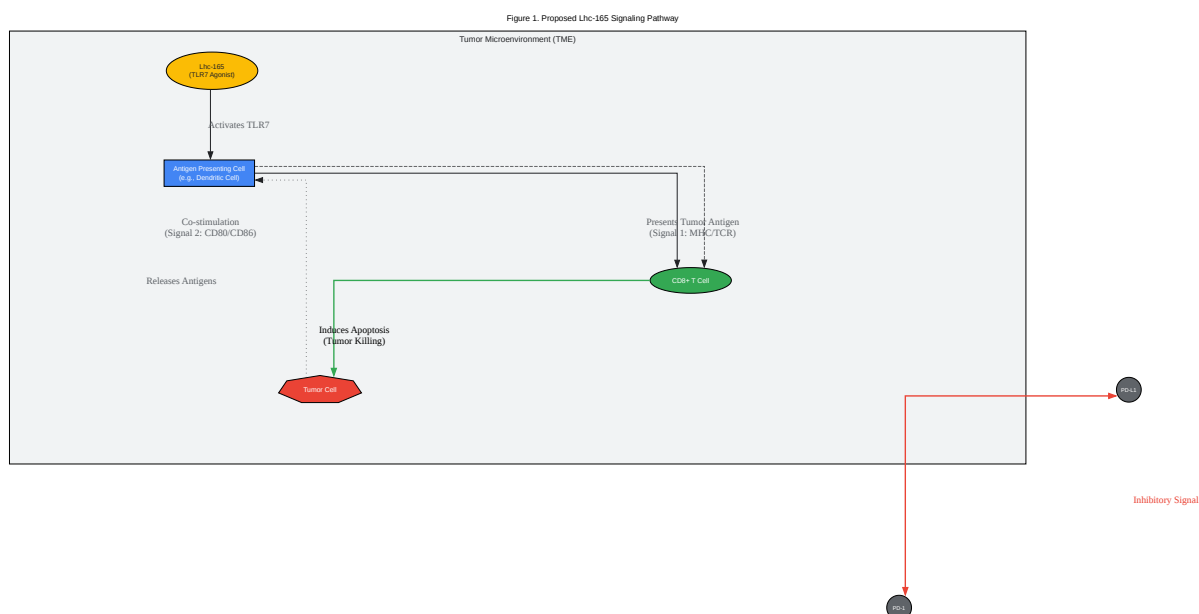 Figure 1. Proposed Lhc-165 Signaling Pathway
Tumor Microenvironment (TME)
Lhc-165
(TLR7 Agonist)
Activates TLR7
Antigen Presenting Cell
(e.g., Dendritic Cell)
Co-stimulation
(Signal 2: CD80/CD86)
Presents Tumor Antigen
(Signal 1: MHC/TCR)
Releases Antigens
CD8+ T Cell
Induces Apoptosis
(Tumor Killing)
Tumor Cell
PD-L1
Inhibitory Signal
PD-1